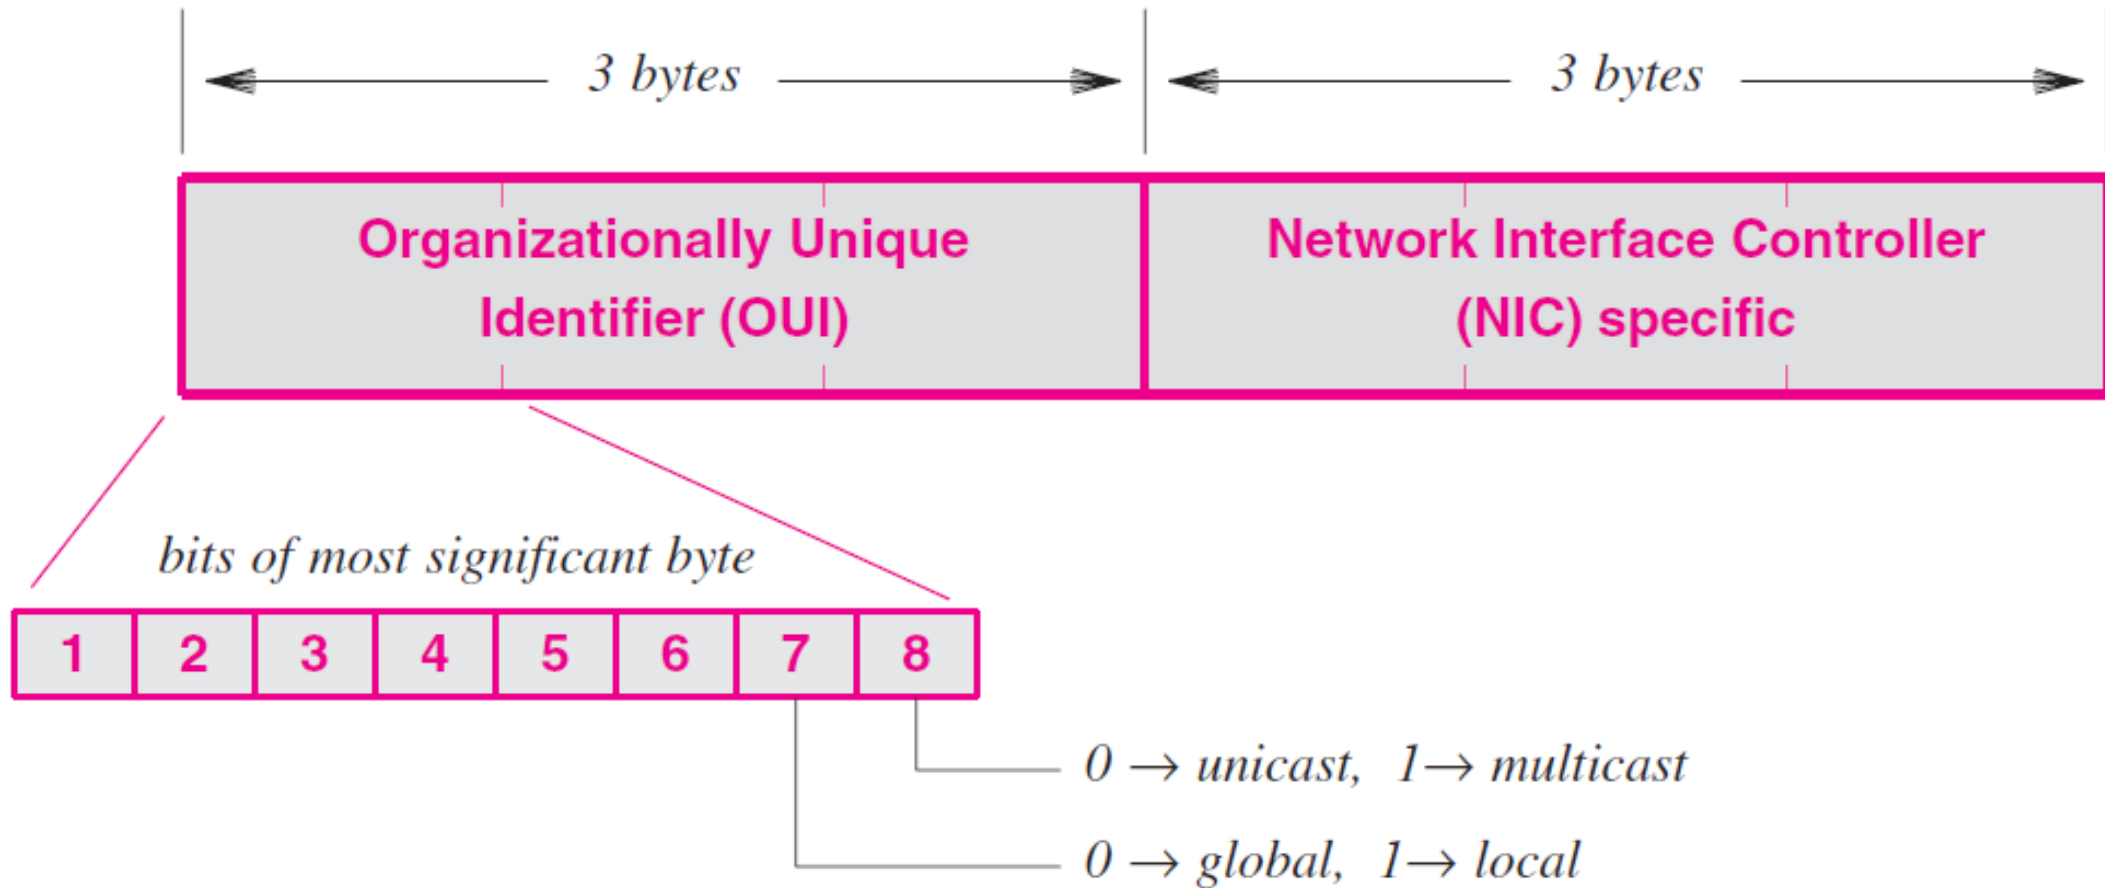 3 bytes 3 bytes
Organizationally Unique Network Interface Controller
Identifier (OUI) (NIC) specific
bits of most significant byte
1 2 3 4 5 6 7 8
0 → unicast, 1→ multicast
0 → global, 1→ local